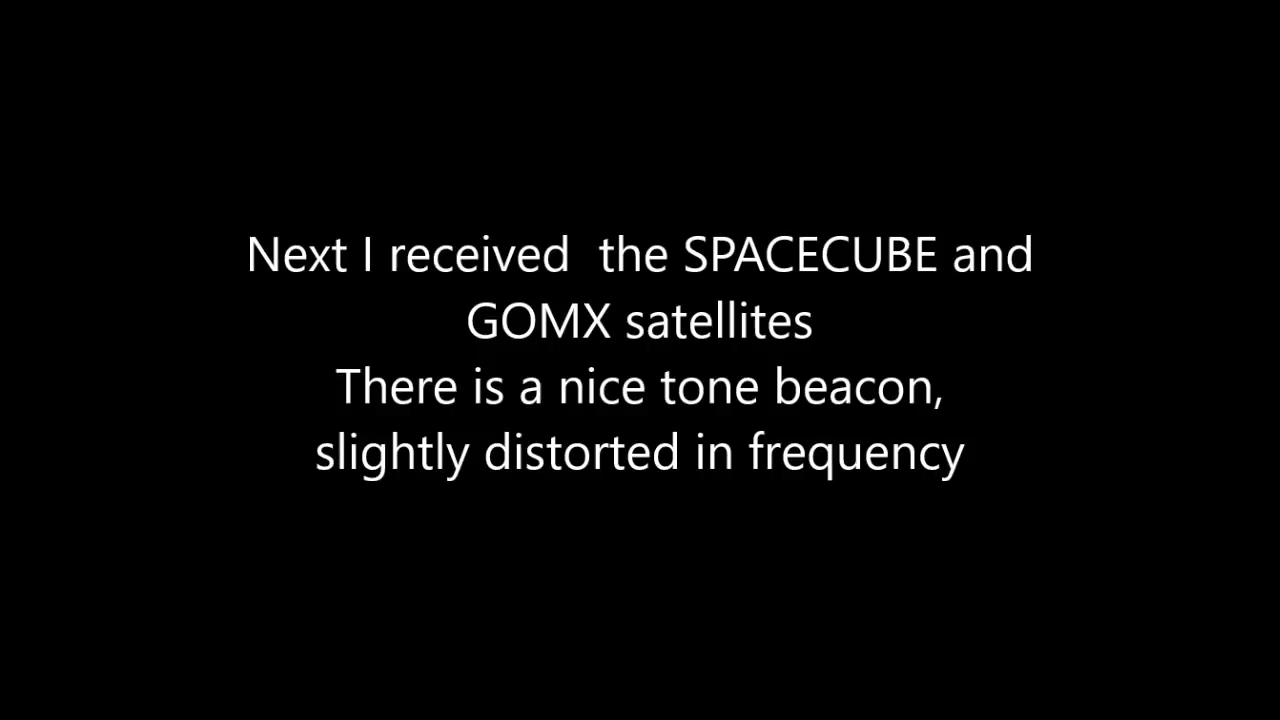 Next I received  the SPACECUBE and
GOMX satellites
There is a nice tone beacon,
slightly distorted in frequency